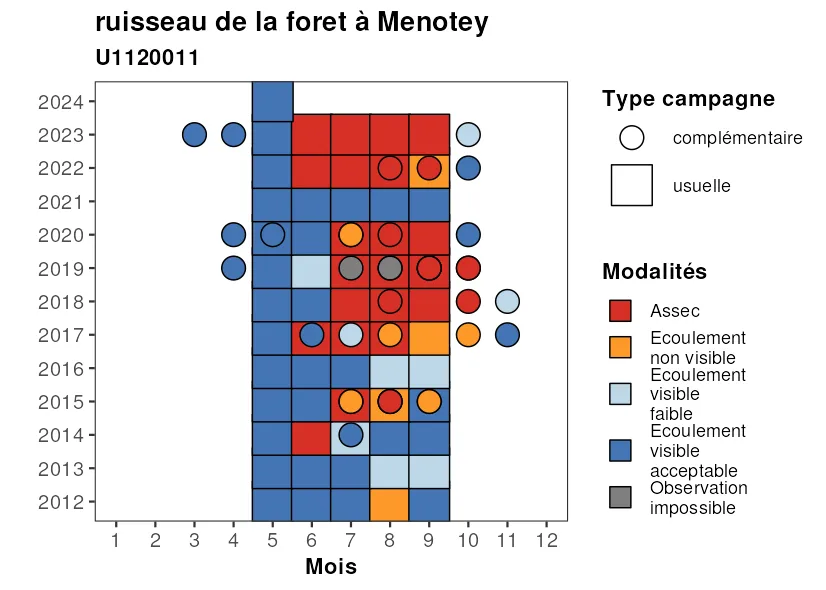 ruisseau de la foret à Menotey
U1120011
2024
2023
2022
2021
2020
2019
2018
2017
2016
2015
2014
2013
2012
1 2 3 4 5 6 7 8 9 10 11 12
Mois
Type campagne
complémentaire
usuelle
Modalités
Assec
Ecoulement
non visible
Ecoulement
visible
faible
Ecoulement
visible
acceptable
Observation
impossible